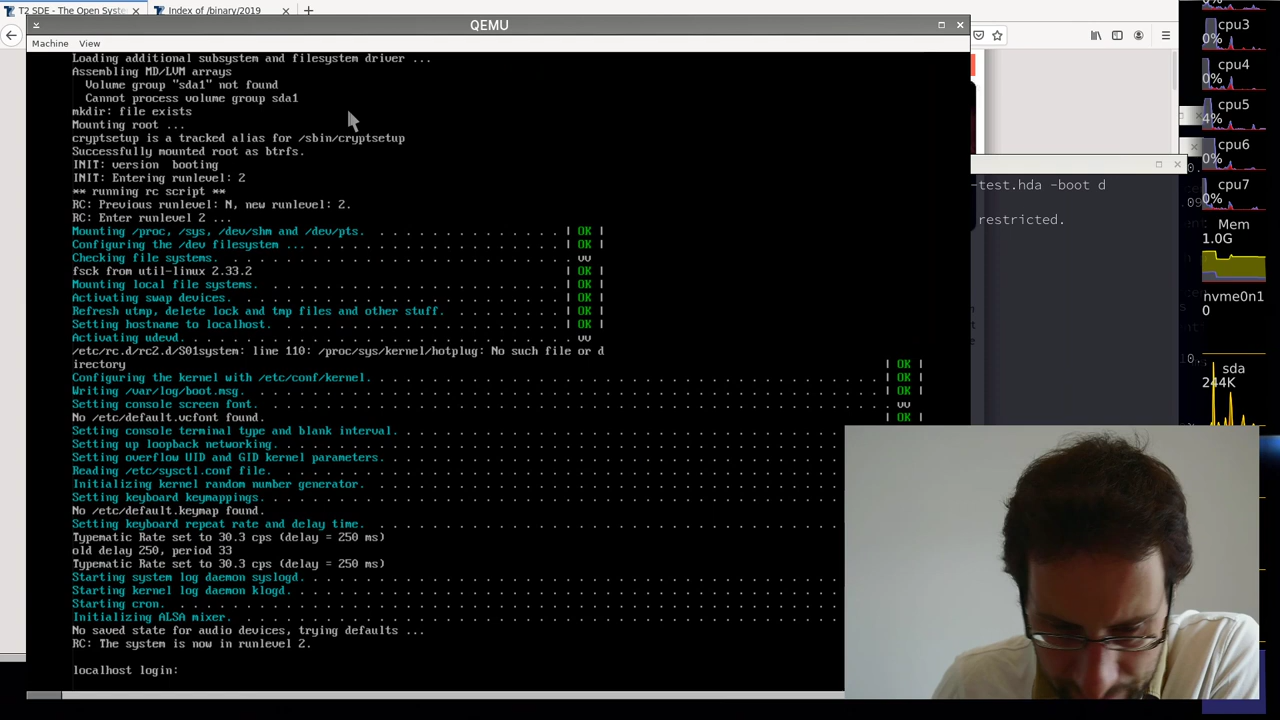 T2 SDE - The Open Syste
Index of /binary/2019
QEMU
Machine View
Loading additional subsystem and filesystem driver ...
Assembling MD/LVM arrays
Volume group "sda1" not found
Cannot process volume group sda1
mkdir: file exists
Mounting root ...
cryptsetup is a tracked alias for /sbin/cryptsetup
Successfully mounted root as btrfs.
INIT: version  booting
INIT: Entering runlevel: 2
** running rc script **
RC: Previous runlevel: N, new runlevel: 2.
RC: Enter runlevel 2 ...
Mounting /proc, /sys, /dev/shm and /dev/pts. . . . . . . . . . . . . . . . | OK |
Configuring the /dev filesystem ... . . . . . . . . . . . . . . . . . . . . | OK |
Checking file systems. . . . . . . . . . . . . . . . . . . . . . . . . . .
fsck from util-linux 2.33.2 | OK |
Mounting local file systems. . . . . . . . . . . . . . . . . . . . . . . . | OK |
Activating swap devices. . . . . . . . . . . . . . . . . . . . . . . . . . | OK |
Refresh utmp, delete lock and tmp files and other stuff. . . . . . . . . . | OK |
Setting hostname to localhost. . . . . . . . . . . . . . . . . . . . . . . | OK |
Activating udevd. . . . . . . . . . . . . . . . . . . . . . . . . . . . . .
/etc/rc.d/rc2.d/S01system: line 110: /proc/sys/kernel/hotplug: No such file or d
irectory | OK |
Configuring the kernel with /etc/conf/kernel. . . . . . . . . . . . . . . . | OK |
Writing /var/log/boot.msg. . . . . . . . . . . . . . . . . . . . . . . . . | OK |
Setting console screen font. . . . . . . . . . . . . . . . . . . . . . . .
No /etc/default.vcfont found. | OK |
Setting console terminal type and blank interval. . . . . . . . . . . . . .
Setting up loopback networking. . . . . . . . . . . . . . . . . . . . . . .
Setting overflow UID and GID kernel parameters. . . . . . . . . . . . . . .
Reading /etc/sysctl.conf file. . . . . . . . . . . . . . . . . . . . . . .
Initializing kernel random number generator. . . . . . . . . . . . . . . .
Setting keyboard keymappings. . . . . . . . . . . . . . . . . . . . . . . .
No /etc/default.keymap found.
Setting keyboard repeat rate and delay time. . . . . . . . . . . . . . . .
Typematic Rate set to 30.3 cps (delay = 250 ms)
old delay 250, period 33
Typematic Rate set to 30.3 cps (delay = 250 ms)
Starting system log daemon syslogd. . . . . . . . . . . . . . . . . . . . .
Starting kernel log daemon klogd. . . . . . . . . . . . . . . . . . . . . .
Starting cron. . . . . . . . . . . . . . . . . . . . . . . . . . . . . . .
Initializing ALSA mixer. . . . . . . . . . . . . . . . . . . . . . . . . .
No saved state for audio devices, trying defaults ...
RC: The system is now in runlevel 2.
localhost login:
-test.hda -boot d
restricted.
0%
cpu3
0%
cpu4
0%
cpu5
4%
cpu6
0%
cpu7
0%
Mem
1.0G
nvme0n1
0
sda
244K